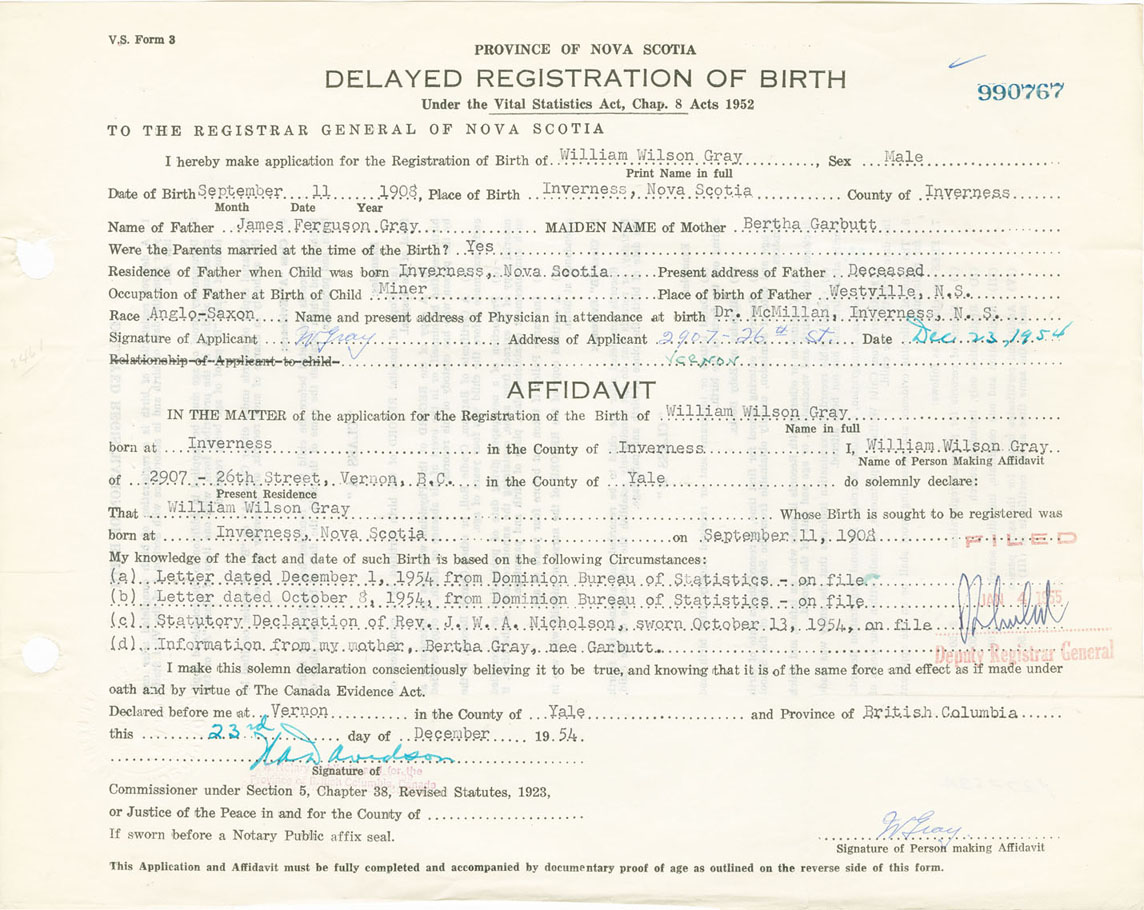 V.S. Form 3
PROVINCE OF NOVA SCOTIA
DELAYED REGISTRATION OF BIRTH
990767
Under the Vital Statistics Act, Chap. 8 Acts 1952
TO THE REGISTRAR GENERAL OF NOVA SCOTIA
I hereby make application for the Registration of Birth of William Wilson Gray, Sex Male
Print Name in full
Date of Birth September 11 1908, Place of Birth Inverness, Nova Scotia County of Inverness
Month Date Year
Name of Father James Ferguson Gray MAIDEN NAME of Mother Bertha Garbutt
Were the Parents married at the time of the Birth? Yes
Residence of Father when Child was born Inverness, Nova Scotia Present address of Father Deceased
Occupation of Father at Birth of Child Miner Place of birth of Father Westville, N.S.
Race Anglo-Saxon Name and present address of Physician in attendance at birth Dr. McMillan, Inverness, N. S.
Signature of Applicant W Gray Address of Applicant 2907-26th St. Date Dec. 23, 1954
Relationship of Applicant to child VERNON
AFFIDAVIT
IN THE MATTER of the application for the Registration of the Birth of William Wilson Gray
Name in full
born at Inverness in the County of Inverness I, William Wilson Gray
Name of Person Making Affidavit
of 2907 - 26th Street, Vernon, B.C. in the County of Yale do solemnly declare:
Present Residence
That William Wilson Gray Whose Birth is sought to be registered was
born at Inverness, Nova Scotia on September 11, 1908
FILED
My knowledge of the fact and date of such Birth is based on the following Circumstances:
(a) Letter dated December 1, 1954 from Dominion Bureau of Statistics - on file
(b) Letter dated October 8, 1954, from Dominion Bureau of Statistics - on file
JAN 4 1955
(c) Statutory Declaration of Rev. J. W. A. Nicholson, sworn October 13, 1954, on file
(d) Information from my mother, Bertha Gray, nee Garbutt.
Deputy Registrar General
I make this solemn declaration conscientiously believing it to be true, and knowing that it is of the same force and effect as if made under
oath and by virtue of The Canada Evidence Act.
Declared before me at Vernon in the County of Yale and Province of British Columbia
this 23rd day of December 1954.
Davidson
Signature of
Commissioner under Section 5, Chapter 38, Revised Statutes, 1923,
or Justice of the Peace in and for the County of
If sworn before a Notary Public affix seal.
W Gray
Signature of Person making Affidavit
This Application and Affidavit must be fully completed and accompanied by documentary proof of age as outlined on the reverse side of this form.